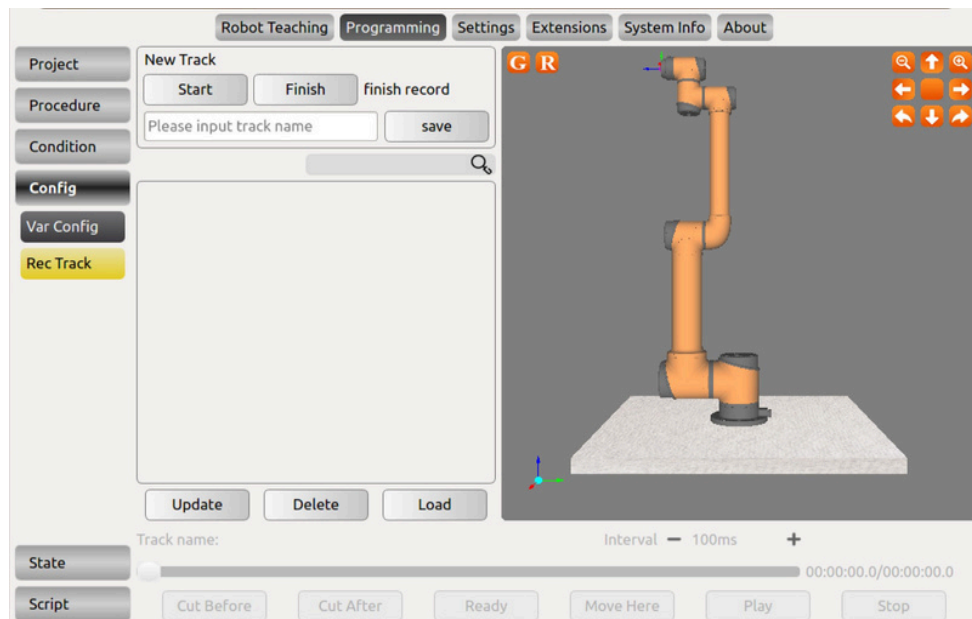 Robot Teaching Programming Settings Extensions System Info About
Project
Procedure
Condition
Config
Var Config
Rec Track
State
Script
New Track
Start Finish finish record
Please input track name save
Update Delete Load
G R
Track name: Interval 100ms
00:00:00.0/00:00:00.0
Cut Before Cut After Ready Move Here Play Stop